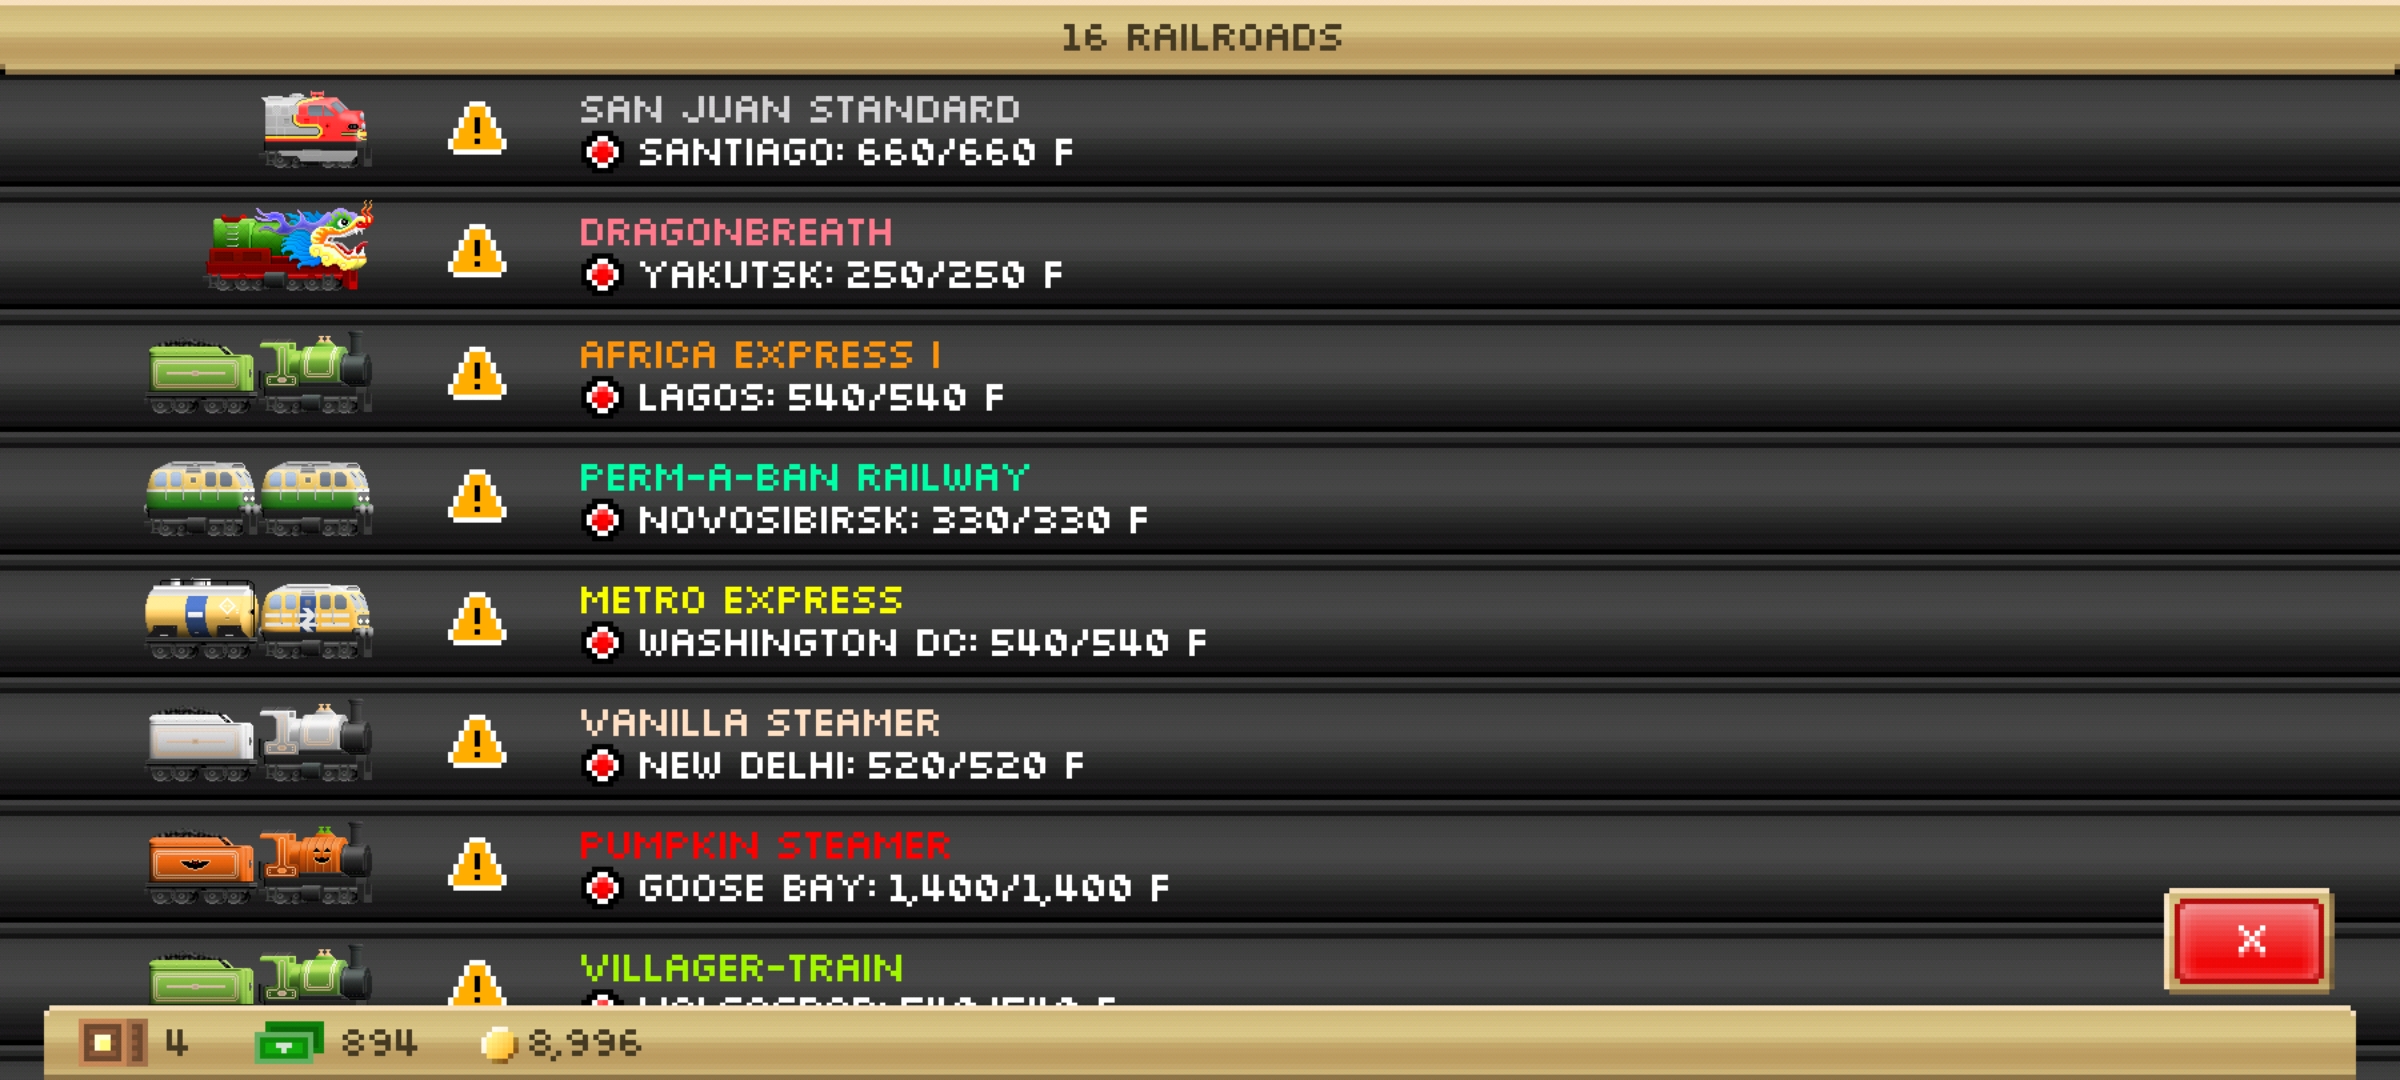 16 RAILROADS
SAN JUAN STANDARD
SANTIAGO: 660/660 F
DRAGONBREATH
YAKUTSK: 250/250 F
AFRICA EXPRESS I
LAGOS: 540/540 F
PERM-A-BAN RAILWAY
NOVOSIBIRSK: 330/330 F
METRO EXPRESS
WASHINGTON DC: 540/540 F
VANILLA STEAMER
NEW DELHI: 520/520 F
PUMPKIN STEAMER
GOOSE BAY: 1,400/1,400 F
VILLAGER-TRAIN
X
4 894 8,996